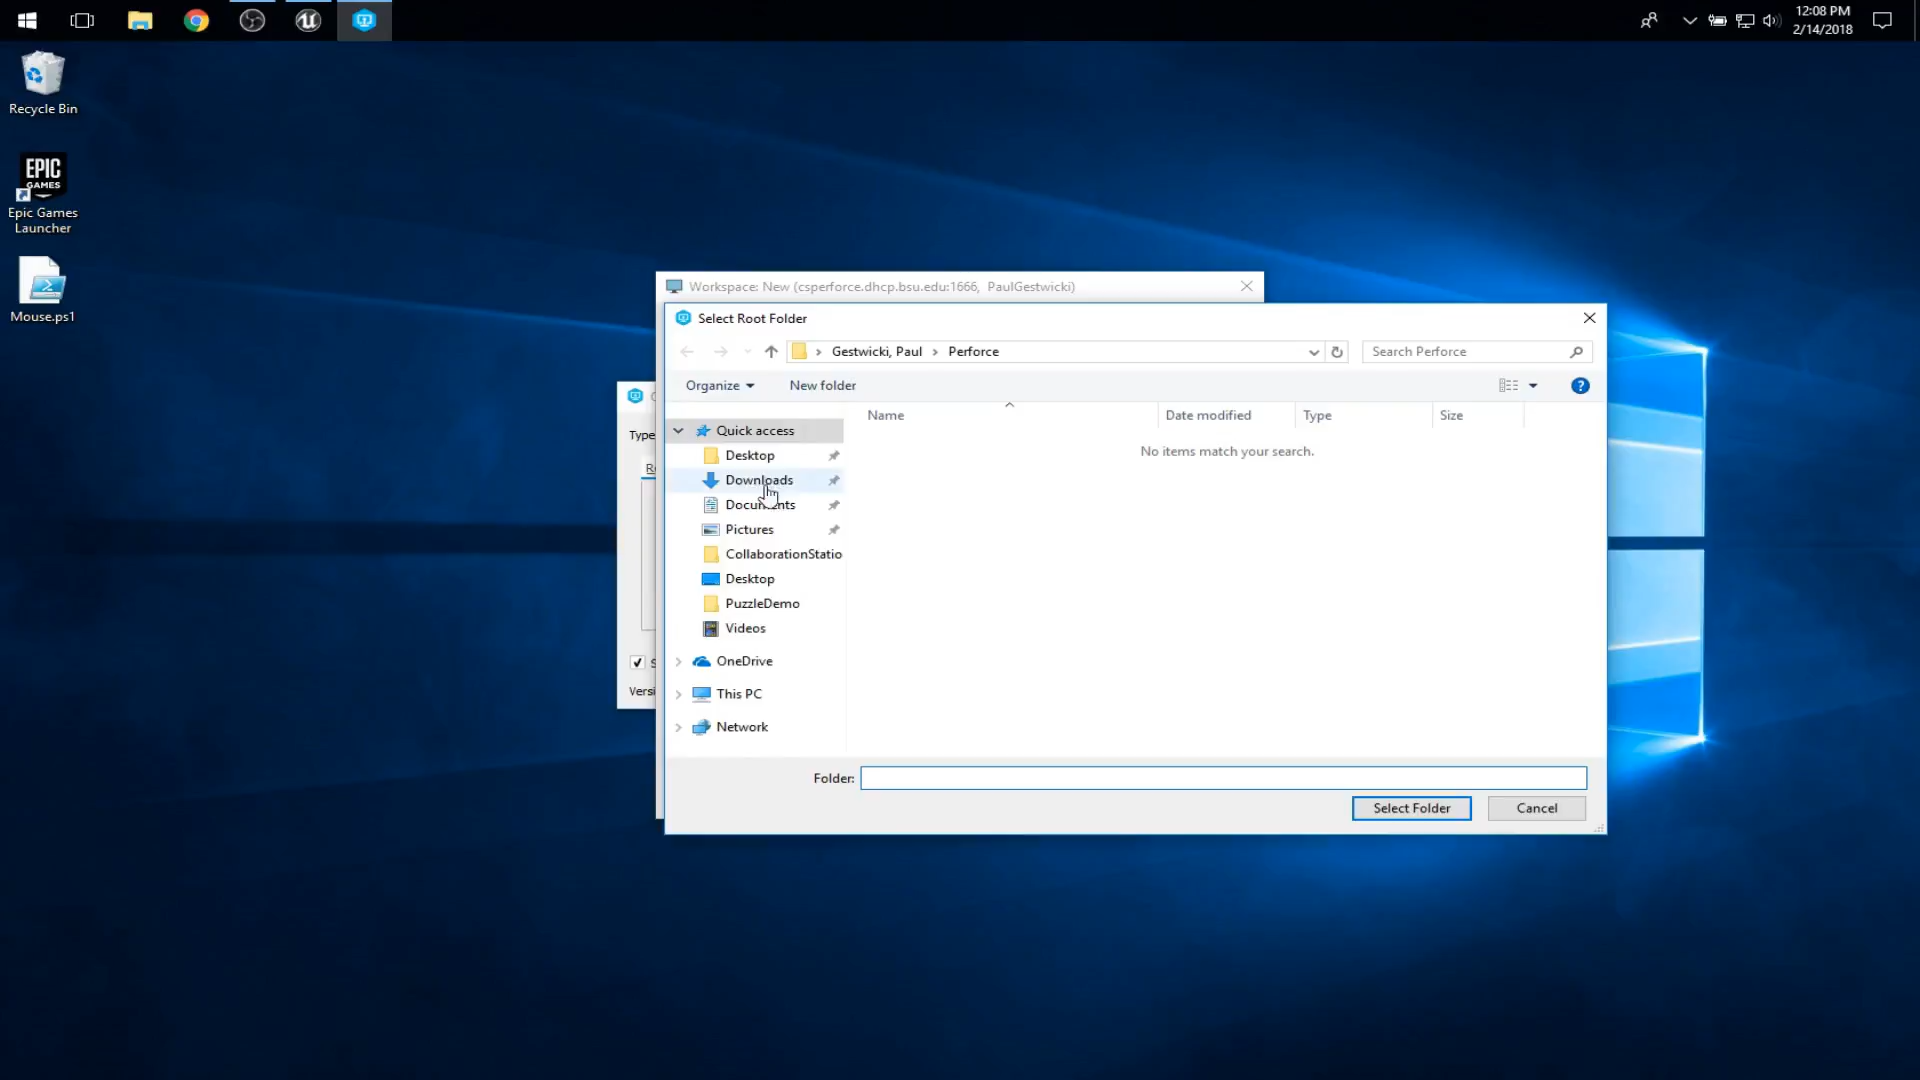 12:08 PM
2/14/2018
Recycle Bin
EPIC
GAMES
Epic Games
Launcher
Mouse.ps1
Workspace: New (csperforce.dhcp.bsu.edu:1666, PaulGestwicki)
Select Root Folder
Gestwicki, Paul > Perforce
Search Perforce
Organize
New folder
Type
Name
Date modified
Type
Size
Quick access
No items match your search.
Desktop
Downloads
Documents
Pictures
CollaborationStatio
Desktop
PuzzleDemo
Videos
OneDrive
This PC
Versi
Network
Folder:
Select Folder
Cancel